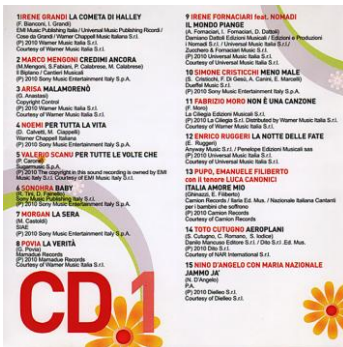 1 IRENE GRANDI LA COMETA DI HALLEY
(F. Bianconi, I. Grandi)
EMI Music Publishing Italia / Universal Music Publishing Ricordi /
Cose da Grandi / Warner Chappell Music Italiana S.r.l.
(P) 2010 Warner Music Italia S.r.l.
Courtesy of Warner Music Italia S.r.l.
2 MARCO MENGONI CREDIMI ANCORA
(M.Mengoni, S.Fabiani, P. Calabrese, M. Calabrese)
Il Bigliano / Cantieri Musicali
(P) 2010 Sony Music Entertainment Italy S.p.A.
3 ARISA MALAMORENÒ
(G. Anastasi)
Copyright Control
(P) 2010 Warner Music Italia S.r.l.
Courtesy of Warner Music Italia S.r.l.
4 NOEMI PER TUTTA LA VITA
(D. Calvetti, M. Ciappelli)
Warner Chappell Italiana
(P) 2010 Sony Music Entertainment Italy S.p.A.
5 VALERIO SCANU PER TUTTE LE VOLTE CHE
(P. Carone)
Sugarmusic S.p.A.
(P) 2010 The copyright in this sound recording is owned by EMI
Music Italy S.r.l. Courtesy of EMI Music Italy S.r.l.
6 SONOHRA BABY
(R. Tini, D. Fainello)
Sony Music Publishing Italy S.r.l.
(P) 2010 Sony Music Entertainment Italy S.p.A.
7 MORGAN LA SERA
(M. Castoldi)
SIAE
(P) 2010 Sony Music Entertainment Italy S.p.A.
8 POVIA LA VERITÀ
(G. Povia)
Mamadue Records
(P) 2010 Mamadue Records
Courtesy of Warner Music Italia S.r.l.
CD 1
9 IRENE FORNACIARI feat. NOMADI
IL MONDO PIANGE
(A. Fornaciari, I. Fornaciari, D. Dattoli)
Damiano Dattoli Edizioni Musicali / Edizioni e Produzioni
I Nomadi S.r.l. / Universal Music Italia S.r.l./
Zucchero & Fornaciari Music S.r.l.
(P) 2010 Universal Music Italia S.r.l.
Courtesy of Universal Music Italia S.r.l.
10 SIMONE CRISTICCHI MENO MALE
(S. Cristicchi, F. Di Gesù, A. Canini, E. Marcelli)
Dueffel Music S.r.l.
(P) 2010 Sony Music Entertainment Italy S.p.A.
11 FABRIZIO MORO NON È UNA CANZONE
(F. Moro)
La Ciliegia Edizioni Musicali S.r.l.
(P) 2010 La Ciliegia S.r.l. Distributed by Warner Music Italia S.r.l.
Courtesy of Warner Music Italia S.r.l.
12 ENRICO RUGGERI LA NOTTE DELLE FATE
(E. Ruggeri)
Anyway Music S.r.l. / Penelope Edizioni Musicali sas
(P) 2010 Universal Music Italia S.r.l.
Courtesy of Universal Music Italia S.r.l.
13 PUPO, EMANUELE FILIBERTO
con il tenore LUCA CANONICI
ITALIA AMORE MIO
(Ghinazzi, E. Filiberto)
Camion Records / Ilaria Ed. Mus. / Nazionale Italiana Cantanti
per i bambini che soffrono
(P) 2010 Camion Records
Courtesy of Camion Records
14 TOTO CUTUGNO AEROPLANI
(S. Cutugno, C. Romano, S. Iodice)
Danilo Mancuso Editore S.r.l. / Dito S.r.l. Ed. Mus.
(P) 2010 Dito S.r.l.
Courtesy of NAR International S.r.l.
15 NINO D'ANGELO CON MARIA NAZIONALE
JAMMO JA'
(N. D'Angelo)
P.A.
(P) 2010 Dielleo S.r.l.
Courtesy of Dielleo S.r.l.